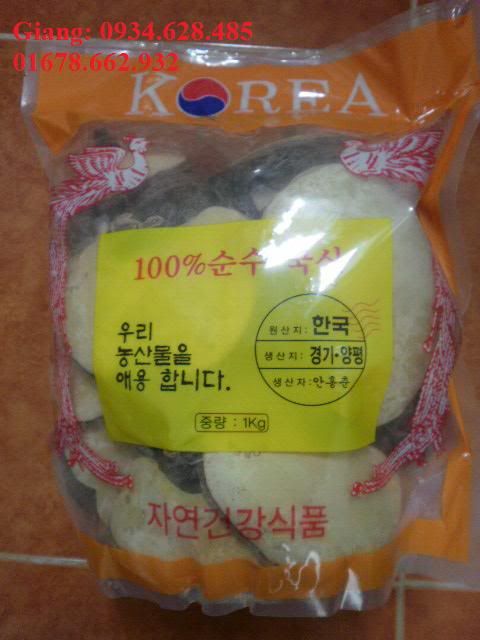 Giang: 0934.628.485
01678.662.932
KOREA
100%순수
우리
농산물을
애용 합니다.
원산지: 한국
생산지: 경기·양평
생산자: 안흥준
중량 : 1Kg
자연건강식품